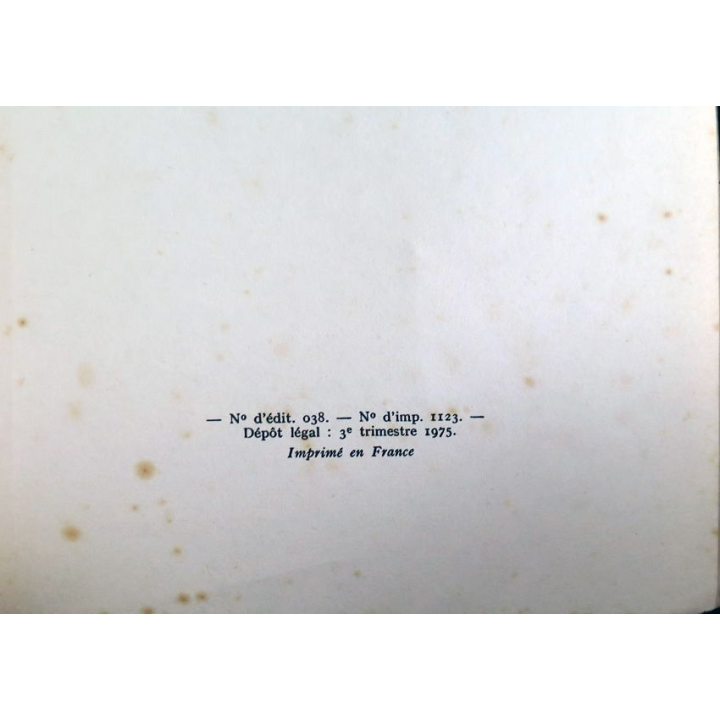 — Nº d'édit. 038. — Nº d'imp. 1123. —
Dépôt légal : 3e trimestre 1975.
Imprimé en France